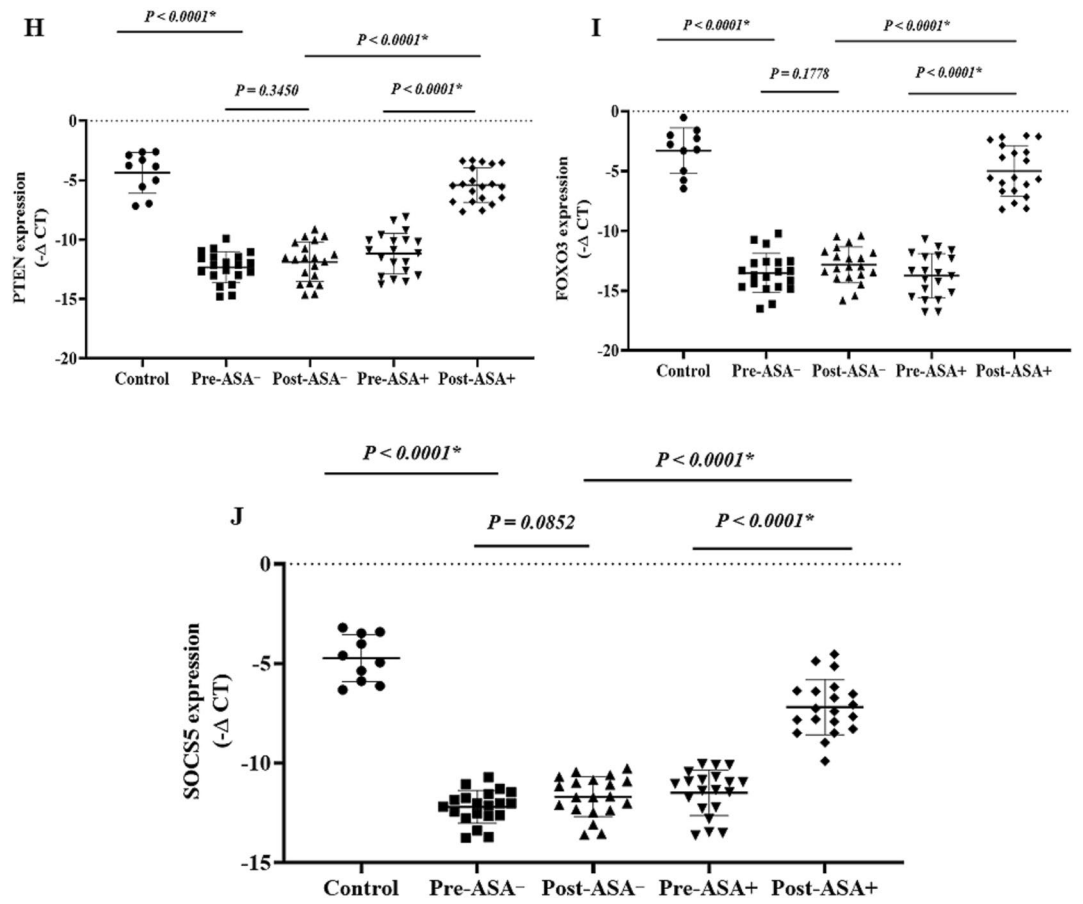 H
P < 0.0001*
P < 0.0001*
P = 0.3450
P < 0.0001*
0
-5
-10
-15
-20
PTEN expression
(-Δ CT)
Control Pre-ASA⁻ Post-ASA⁻ Pre-ASA+ Post-ASA+
I
P < 0.0001*
P < 0.0001*
P = 0.1778
P < 0.0001*
0
-5
-10
-15
-20
FOXO3 expression
(-Δ CT)
Control Pre-ASA⁻ Post-ASA⁻ Pre-ASA+ Post-ASA+
J
P < 0.0001*
P < 0.0001*
P = 0.0852
P < 0.0001*
0
-5
-10
-15
SOCS5 expression
(-Δ CT)
Control Pre-ASA⁻ Post-ASA⁻ Pre-ASA+ Post-ASA+